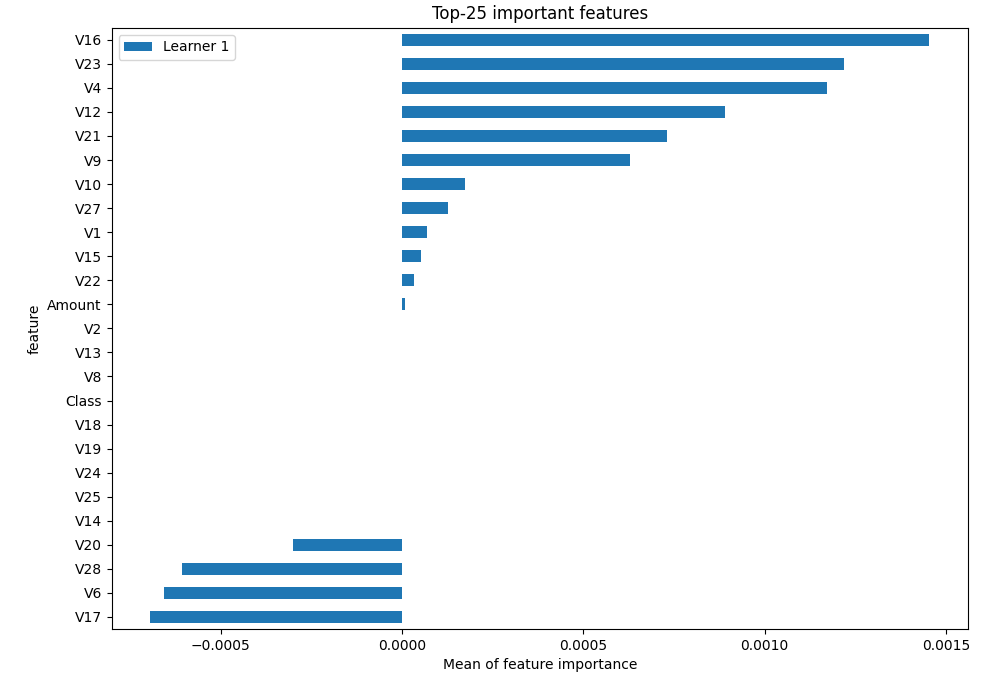 Top-25 important features
Learner 1
V16
V23
V4
V12
V21
V9
V10
V27
V1
V15
V22
Amount
V2
V13
V8
Class
V18
V19
V24
V25
V14
V20
V28
V6
V17
feature
−0.0005 0.0000 0.0005 0.0010 0.0015
Mean of feature importance